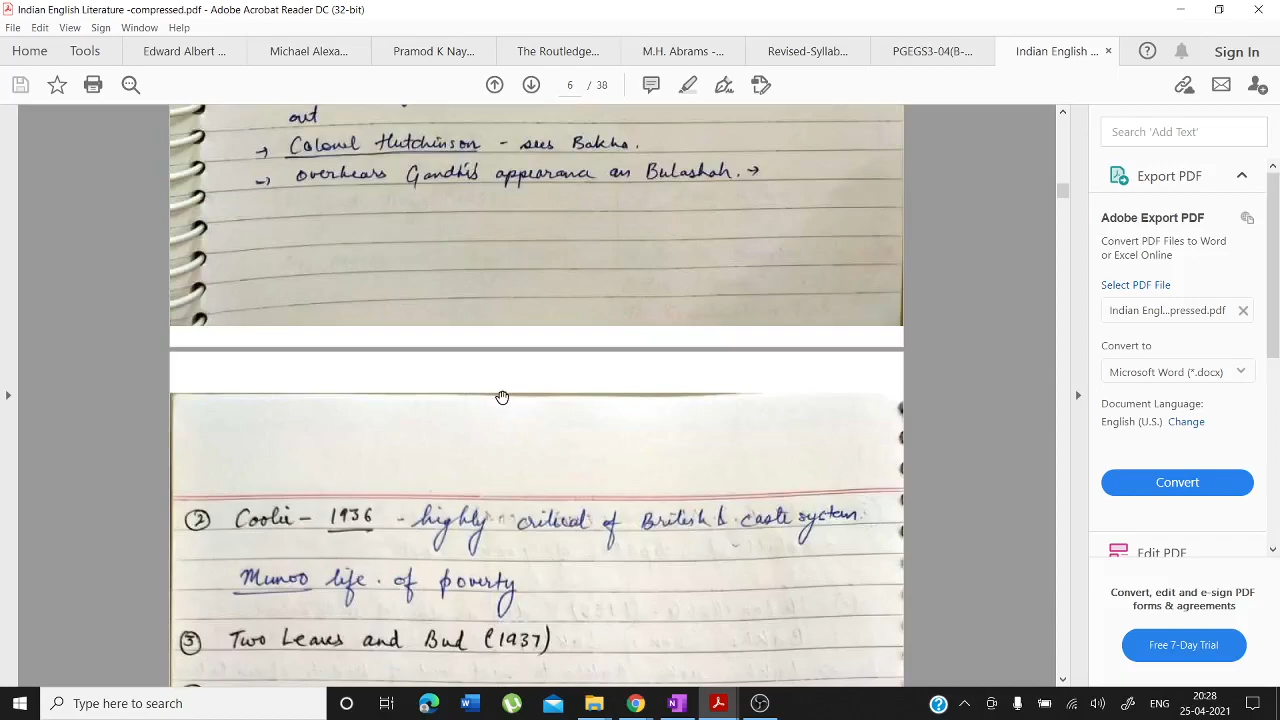 Indian English Literature -compressed.pdf - Adobe Acrobat Reader DC (32-bit)
File Edit View Sign Window Help
Home Tools Edward Albert ... Michael Alexa... Pramod K Nay... The Routledge... M.H. Abrams -... Revised-Syllab... PGEGS3-04(B-... Indian English ... × Sign In
6 / 38
out
→ Colonel Hutchinson - sees Bakha.
→ overhears Gandhi's appearance on Bulashah. →
② Coolie - 1936 - highly critical of British & caste system.
Munoo life of poverty
③ Two Leaves and Bud (1937)
Search 'Add Text'
Export PDF
Adobe Export PDF
Convert PDF Files to Word
or Excel Online
Select PDF File
Indian Engl...pressed.pdf
Convert to
Microsoft Word (*.docx)
Document Language:
English (U.S.) Change
Convert
Edit PDF
Convert, edit and e-sign PDF
forms & agreements
Free 7-Day Trial
Type here to search
ENG
20:28
25-04-2021